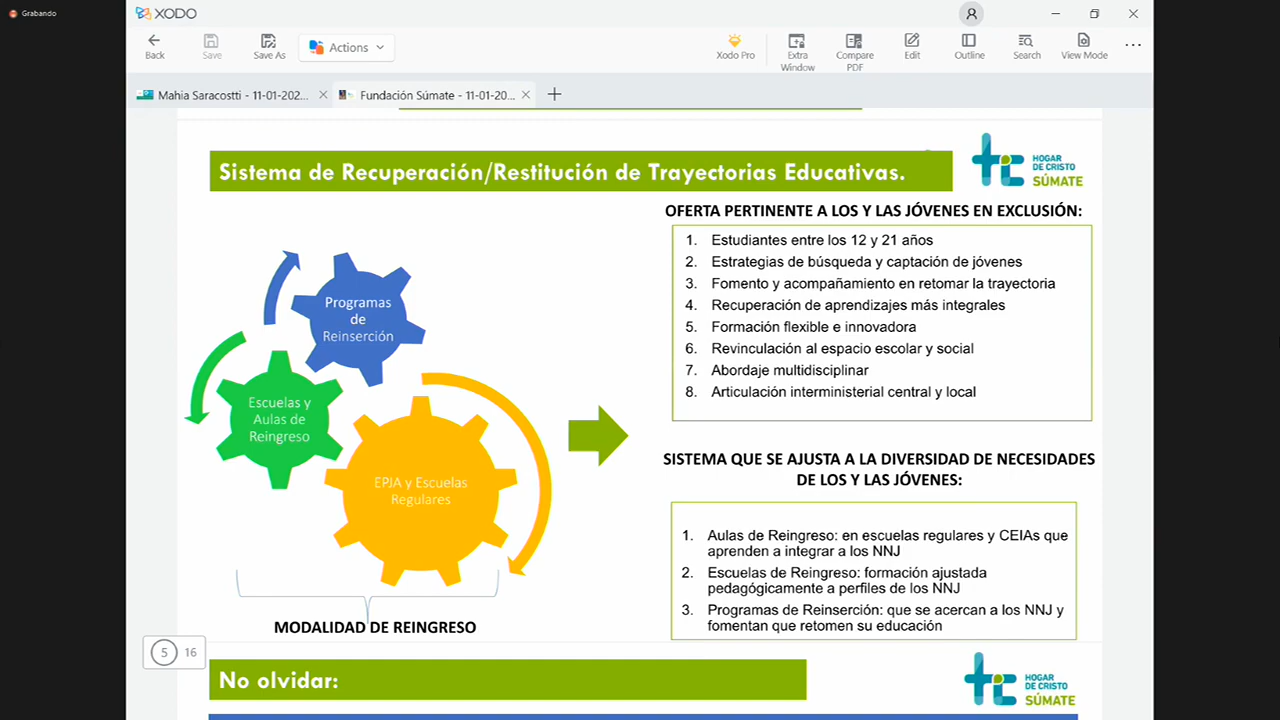 Grabando
XODO
Back
Save
Save As
Actions
Xodo Pro
Extra
Window
Compare
PDF
Edit
Outline
Search
View Mode
Mahia Saracostti - 11-01-202...
Fundación Súmate - 11-01-20...
Sistema de Recuperación/Restitución de Trayectorias Educativas.
HOGAR
DE CRISTO
SÚMATE
OFERTA PERTINENTE A LOS Y LAS JÓVENES EN EXCLUSIÓN:
1. Estudiantes entre los 12 y 21 años
2. Estrategias de búsqueda y captación de jóvenes
3. Fomento y acompañamiento en retomar la trayectoria
4. Recuperación de aprendizajes más integrales
5. Formación flexible e innovadora
6. Revinculación al espacio escolar y social
7. Abordaje multidisciplinar
8. Articulación interministerial central y local
Programas
de
Reinserción
Escuelas y
Aulas de
Reingreso
EPJA y Escuelas
Regulares
MODALIDAD DE REINGRESO
SISTEMA QUE SE AJUSTA A LA DIVERSIDAD DE NECESIDADES
DE LOS Y LAS JÓVENES:
1. Aulas de Reingreso: en escuelas regulares y CEIAs que
aprenden a integrar a los NNJ
2. Escuelas de Reingreso: formación ajustada
pedagógicamente a perfiles de los NNJ
3. Programas de Reinserción: que se acercan a los NNJ y
fomentan que retomen su educación
5 16
No olvidar:
HOGAR
DE CRISTO
SÚMATE